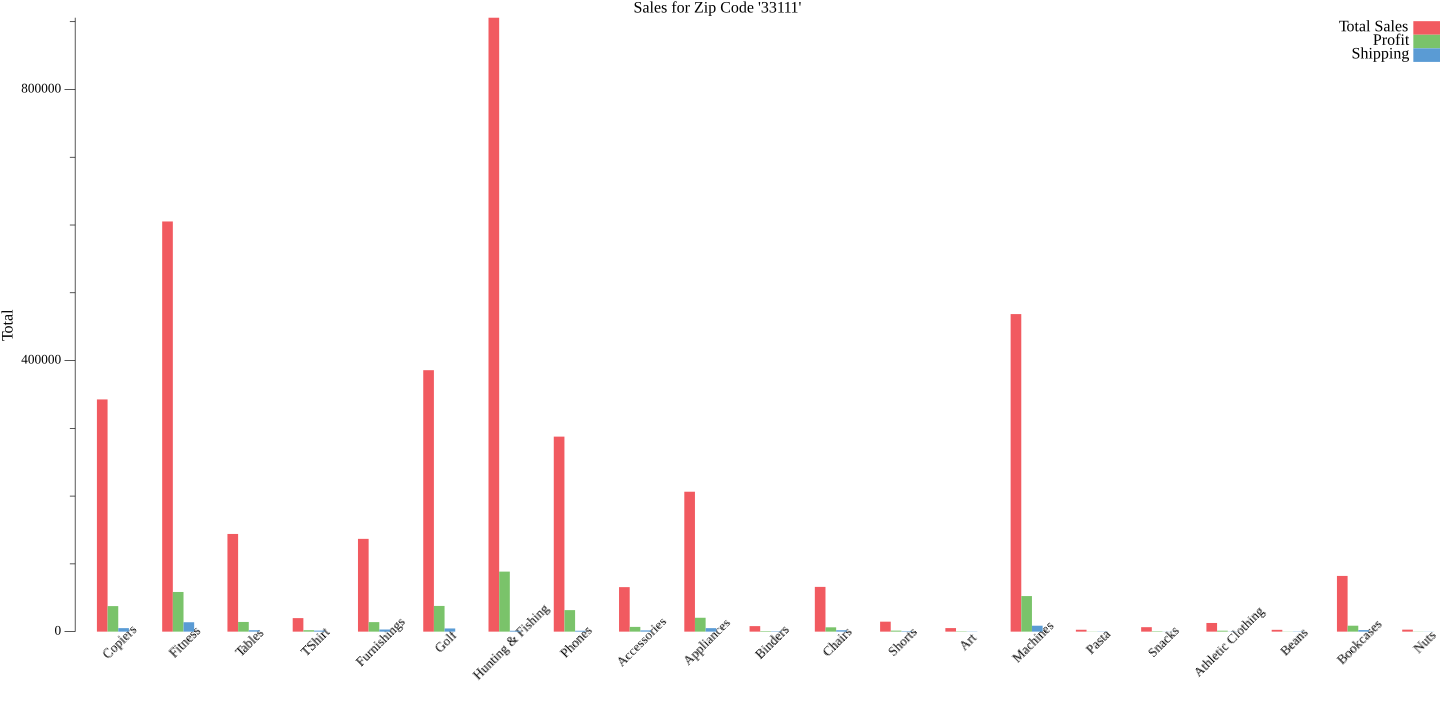 Sales for Zip Code '33111'
Total Sales
Profit
Shipping
800000
400000
0
Total
Copiers
Fitness
Tables
TShirt
Furnishings
Golf
Hunting & Fishing
Phones
Accessories
Appliances
Binders
Chairs
Shorts
Art
Machines
Pasta
Snacks
Athletic Clothing
Beans
Bookcases
Nuts